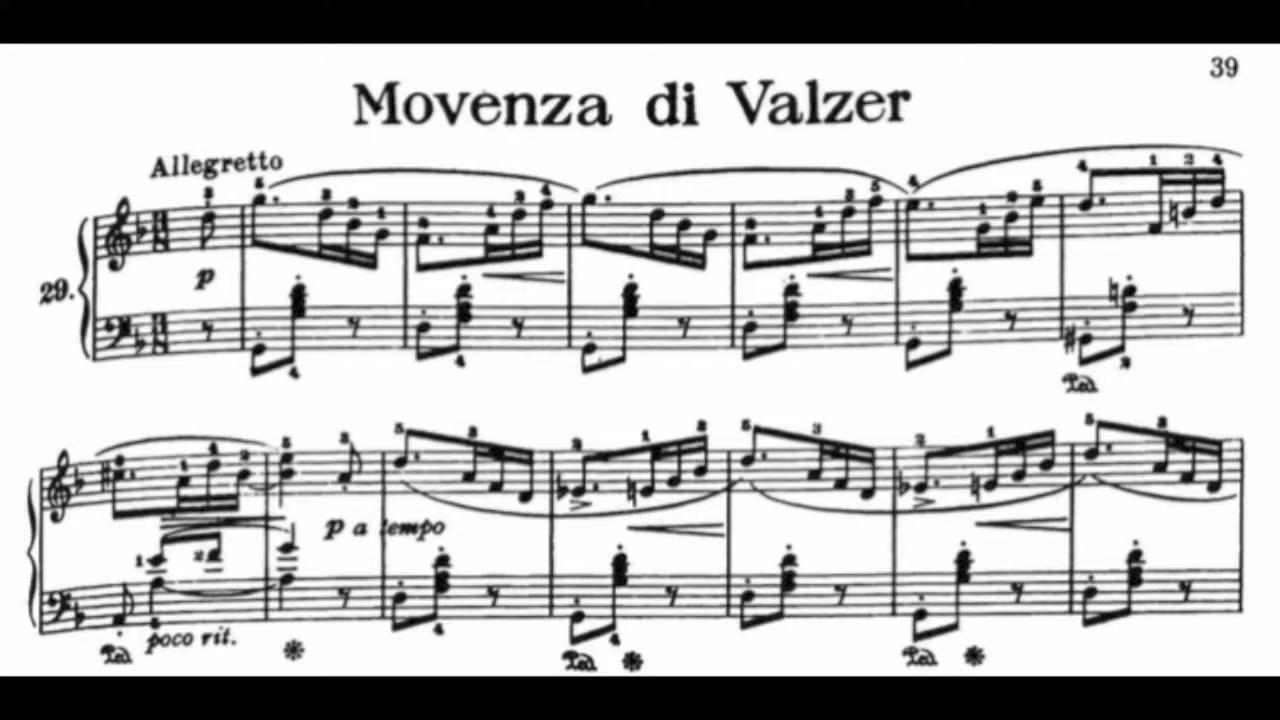 39
Movenza di Valzer
Allegretto
29.
p
p a tempo
poco rit.